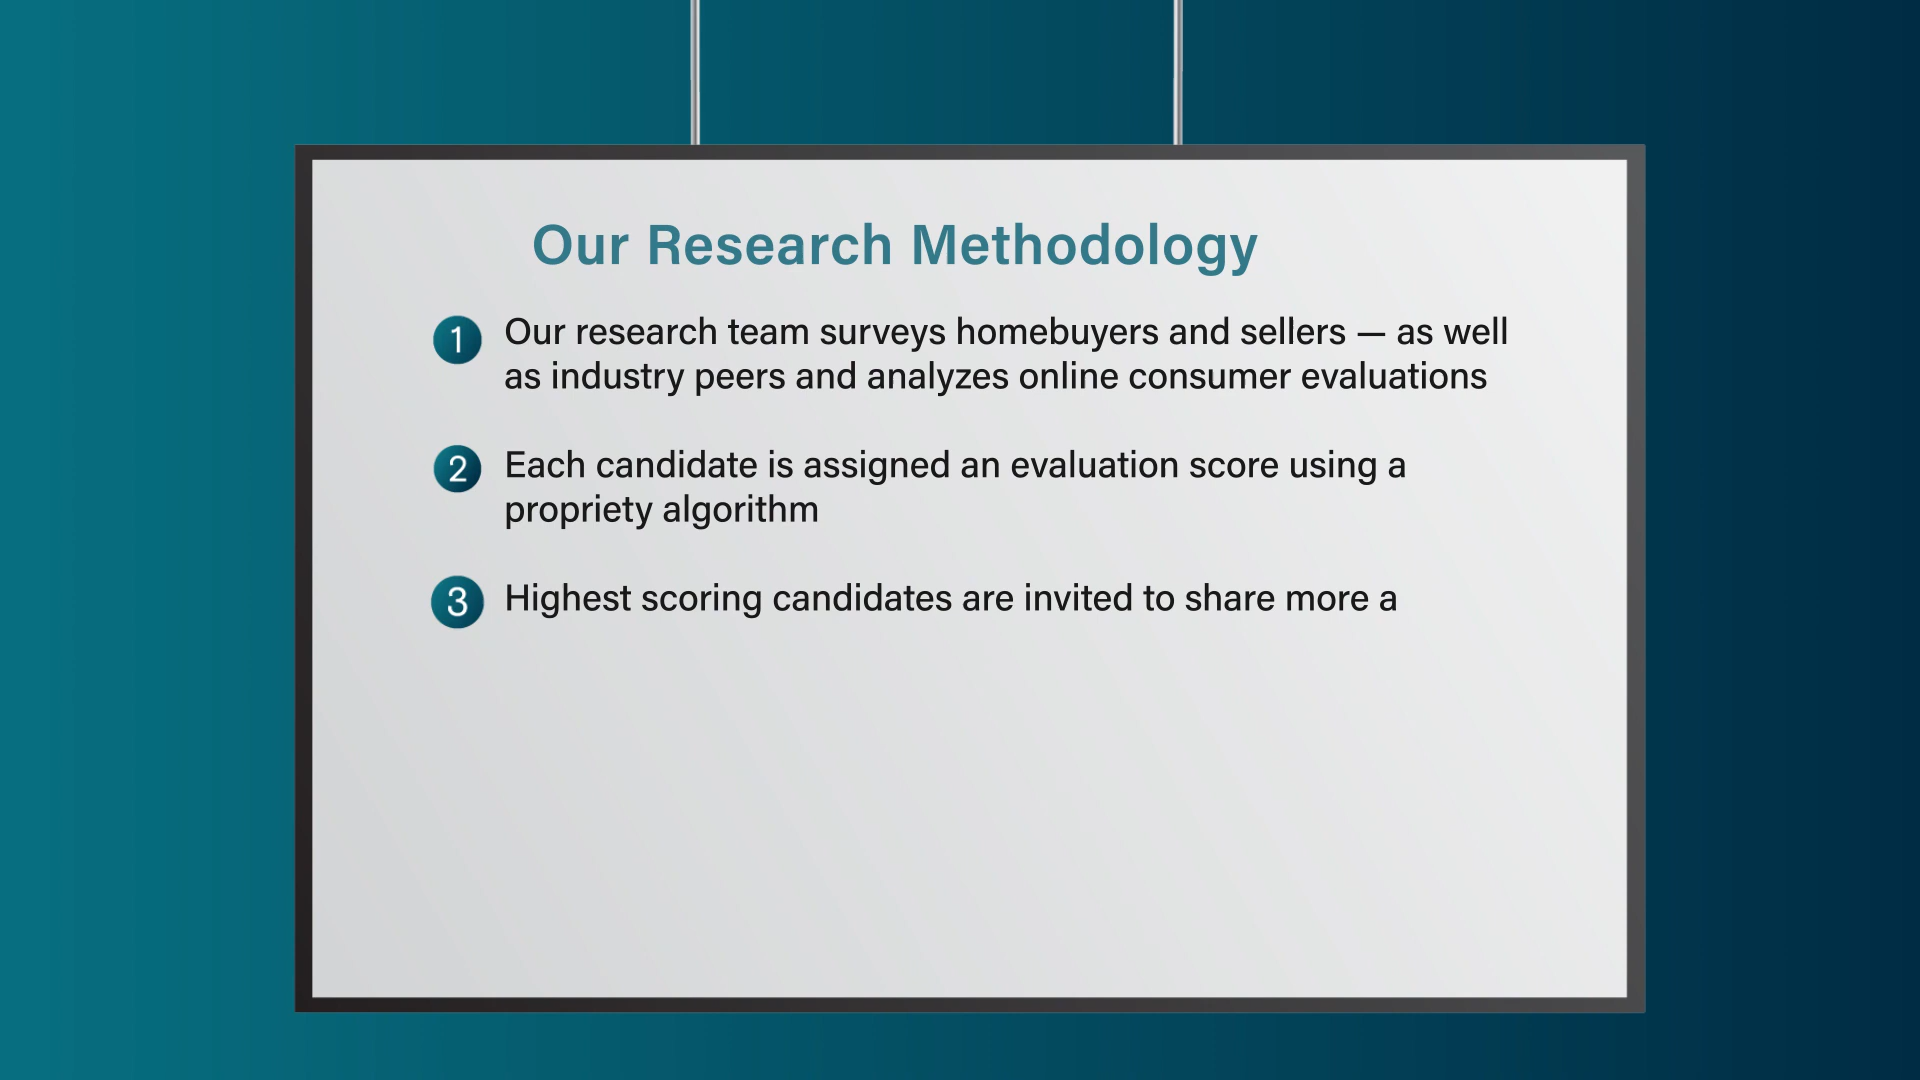 Our Research Methodology
1 Our research team surveys homebuyers and sellers — as well
as industry peers and analyzes online consumer evaluations
2 Each candidate is assigned an evaluation score using a
propriety algorithm
3 Highest scoring candidates are invited to share more a